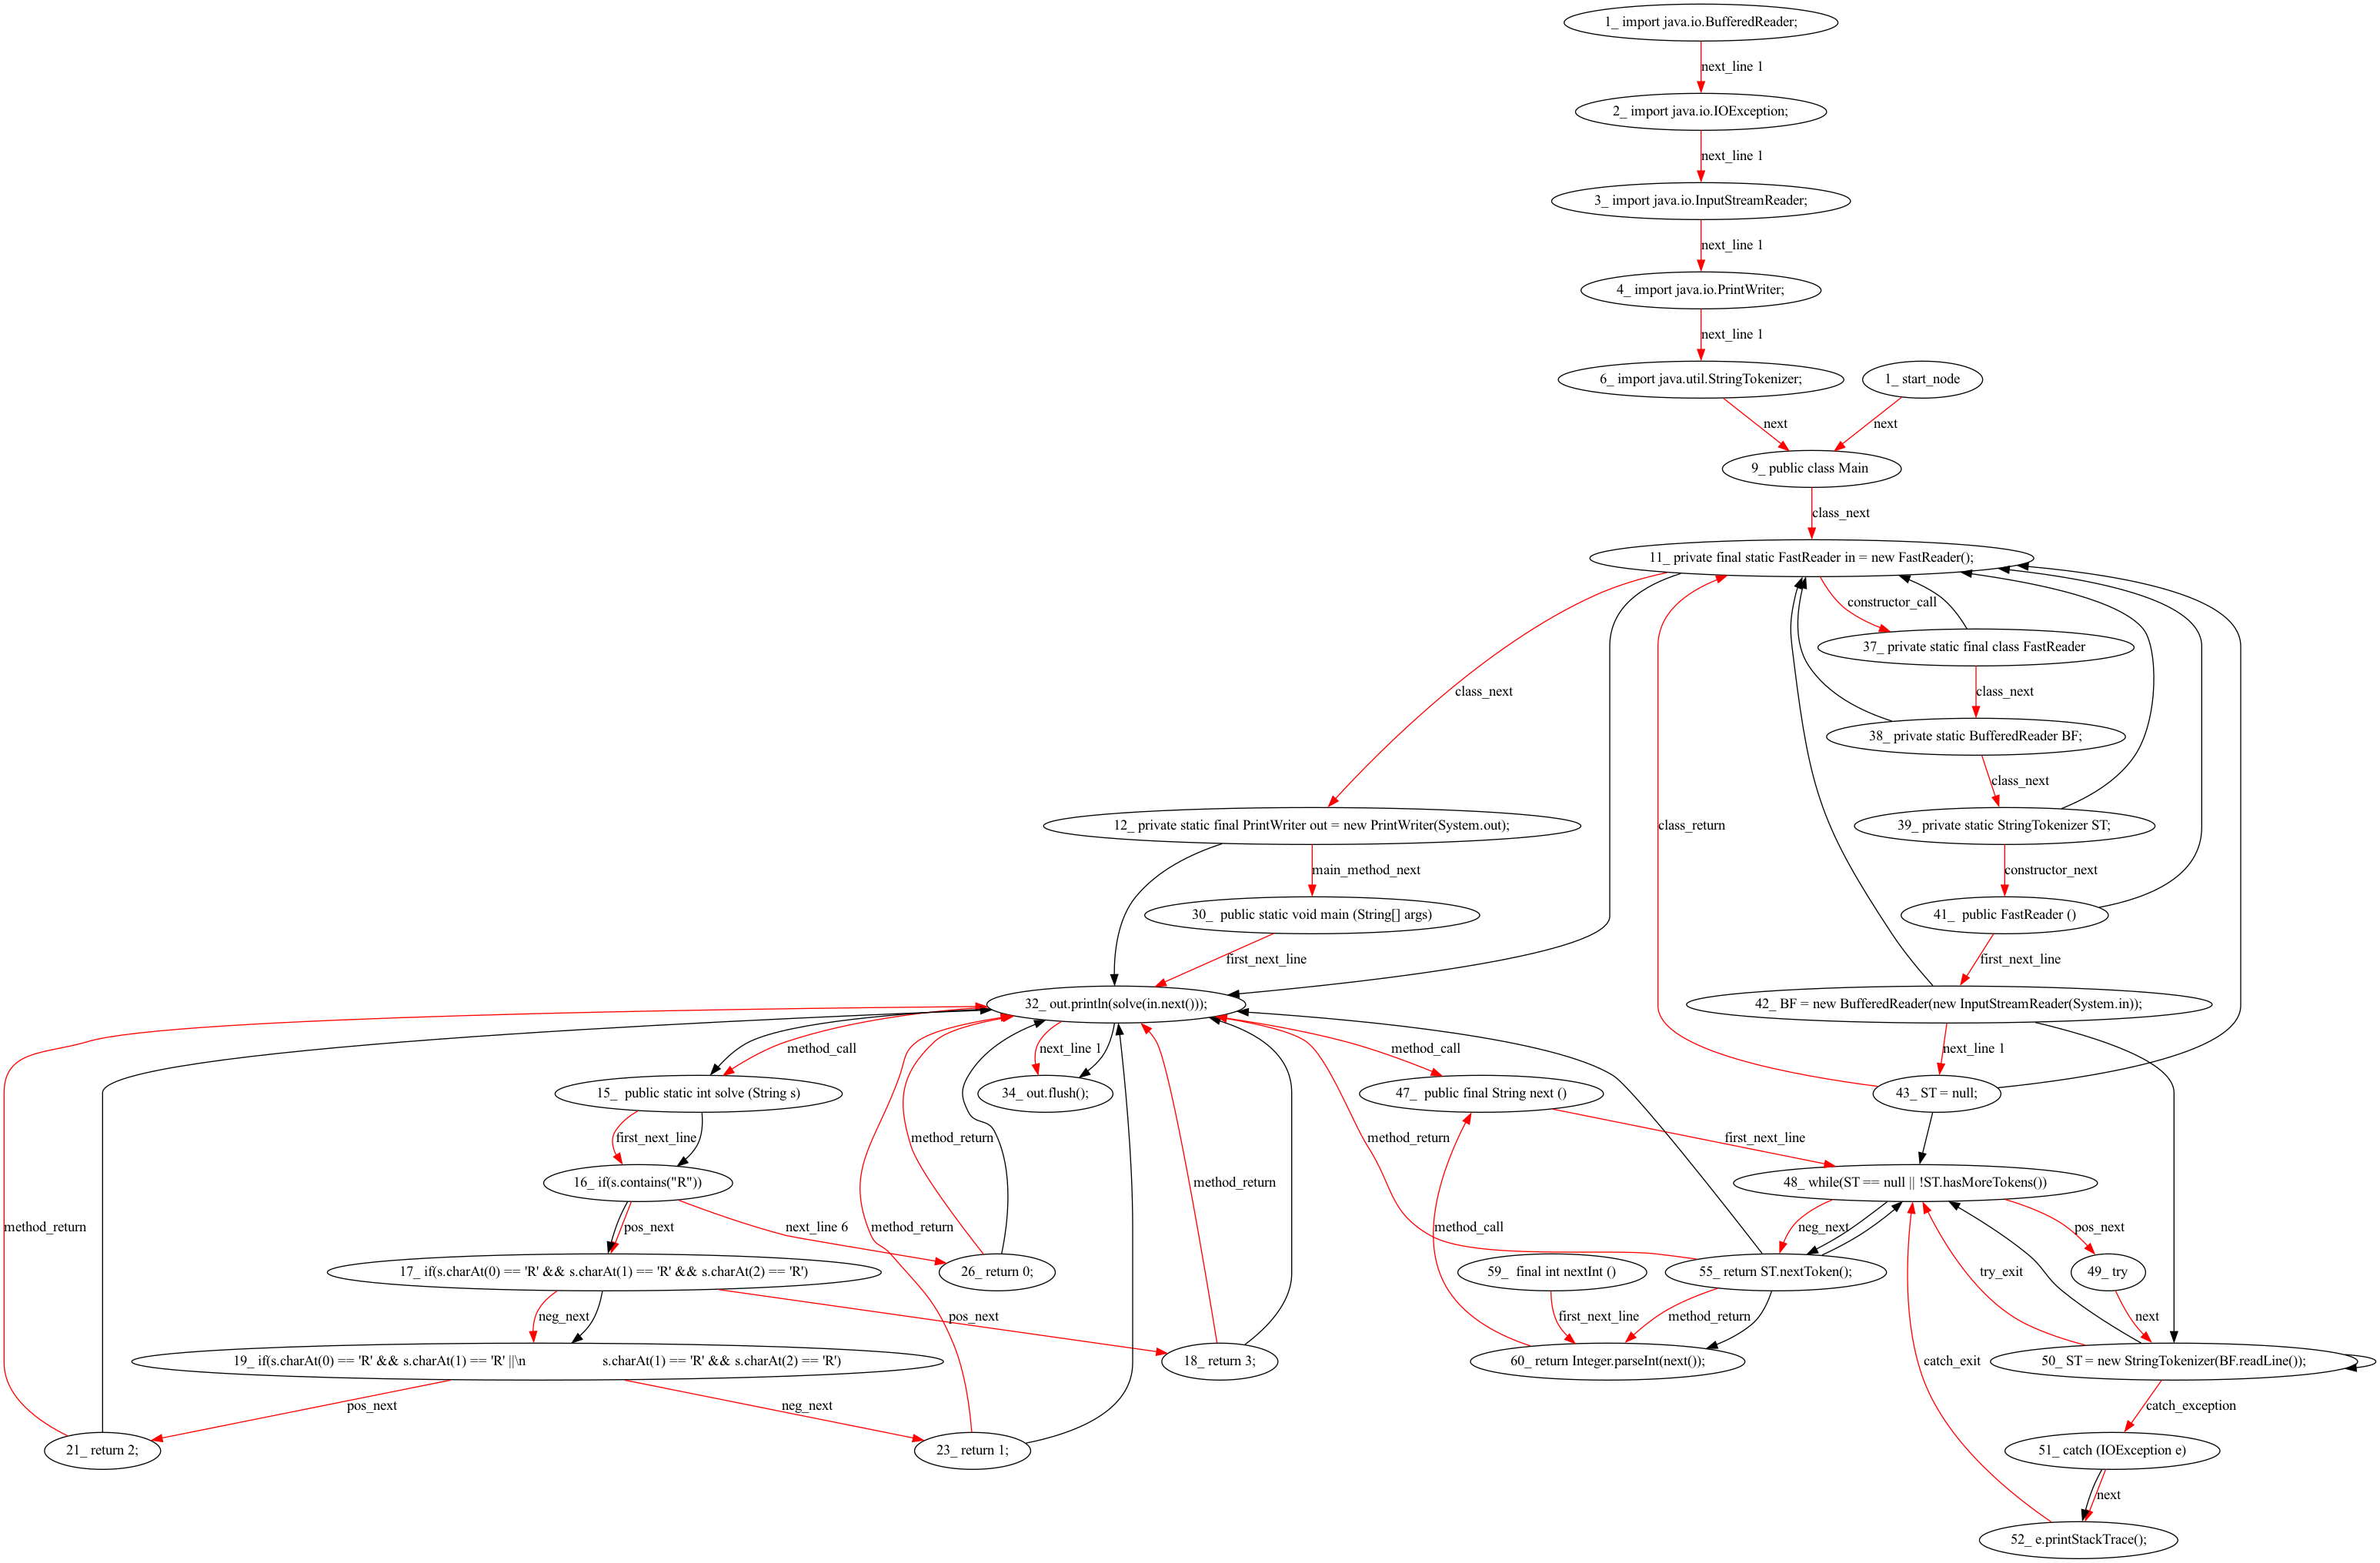 1_ import java.io.BufferedReader;
next_line 1
2_ import java.io.IOException;
next_line 1
3_ import java.io.InputStreamReader;
next_line 1
4_ import java.io.PrintWriter;
next_line 1
6_ import java.util.StringTokenizer;
1_ start_node
next
next
9_ public class Main
class_next
11_ private final static FastReader in = new FastReader();
constructor_call
37_ private static final class FastReader
class_next
class_next
38_ private static BufferedReader BF;
class_next
12_ private static final PrintWriter out = new PrintWriter(System.out);
class_return
39_ private static StringTokenizer ST;
main_method_next
constructor_next
30_ public static void main (String[] args)
41_ public FastReader ()
first_next_line
first_next_line
32_ out.println(solve(in.next()));
42_ BF = new BufferedReader(new InputStreamReader(System.in));
method_call
next_line 1
method_call
next_line 1
15_ public static int solve (String s)
34_ out.flush();
47_ public final String next ()
43_ ST = null;
first_next_line
method_return
method_return
first_next_line
16_ if(s.contains("R"))
method_return
48_ while(ST == null || !ST.hasMoreTokens())
method_return
pos_next
next_line 6
method_return
method_call
neg_next
pos_next
17_ if(s.charAt(0) == 'R' && s.charAt(1) == 'R' && s.charAt(2) == 'R')
26_ return 0;
59_ final int nextInt ()
55_ return ST.nextToken();
49_ try
try_exit
neg_next
pos_next
first_next_line
method_return
next
19_ if(s.charAt(0) == 'R' && s.charAt(1) == 'R' ||\n s.charAt(1) == 'R' && s.charAt(2) == 'R')
18_ return 3;
60_ return Integer.parseInt(next());
catch_exit
50_ ST = new StringTokenizer(BF.readLine());
pos_next
neg_next
catch_exception
21_ return 2;
23_ return 1;
51_ catch (IOException e)
next
52_ e.printStackTrace();